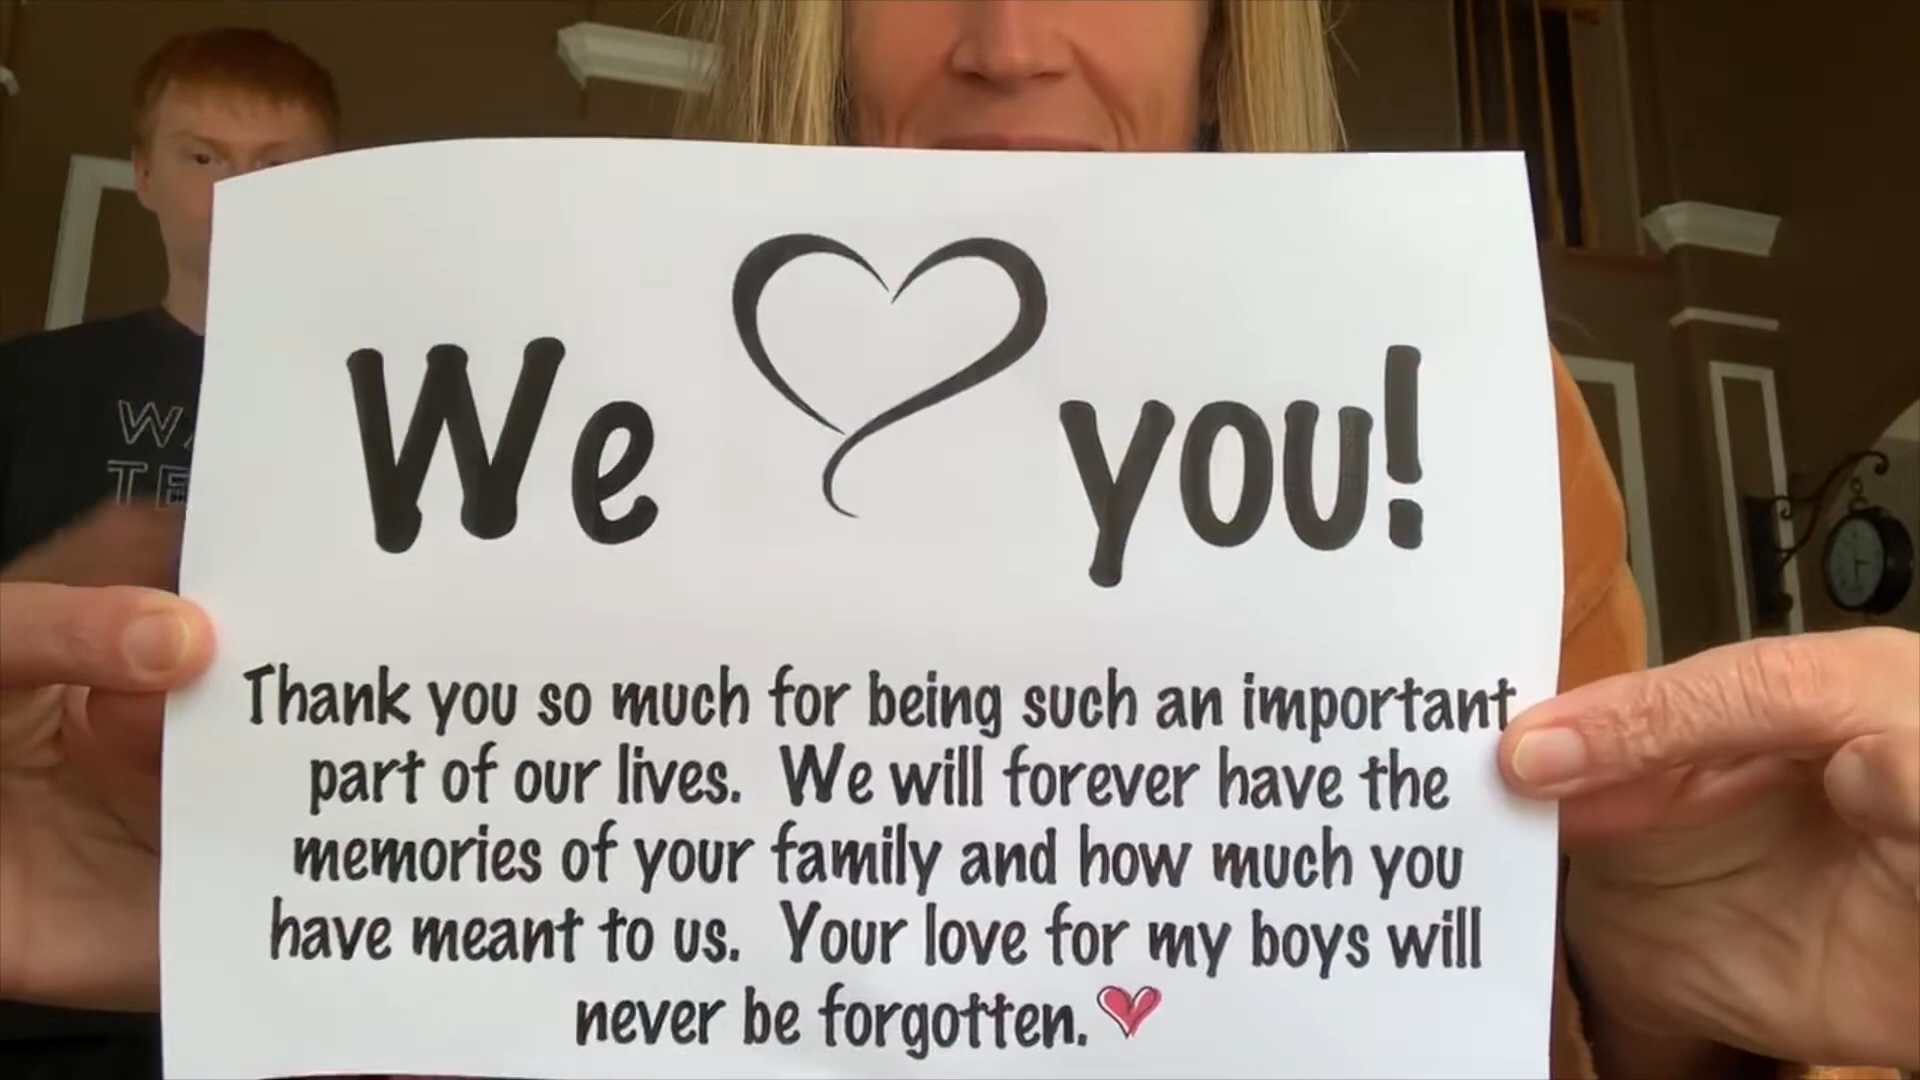 We you!
Thank you so much for being such an important
part of our lives. We will forever have the
memories of your family and how much you
have meant to us. Your love for my boys will
never be forgotten.